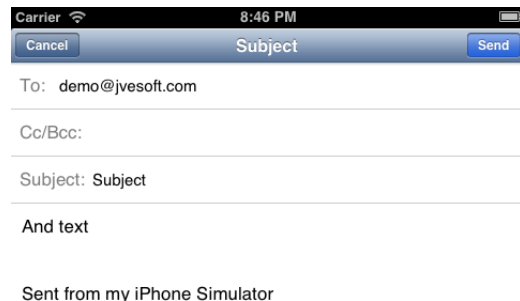 Carrier 8:46 PM
Cancel Subject Send
To: demo@jvesoft.com
Cc/Bcc:
Subject: Subject
And text
Sent from my iPhone Simulator